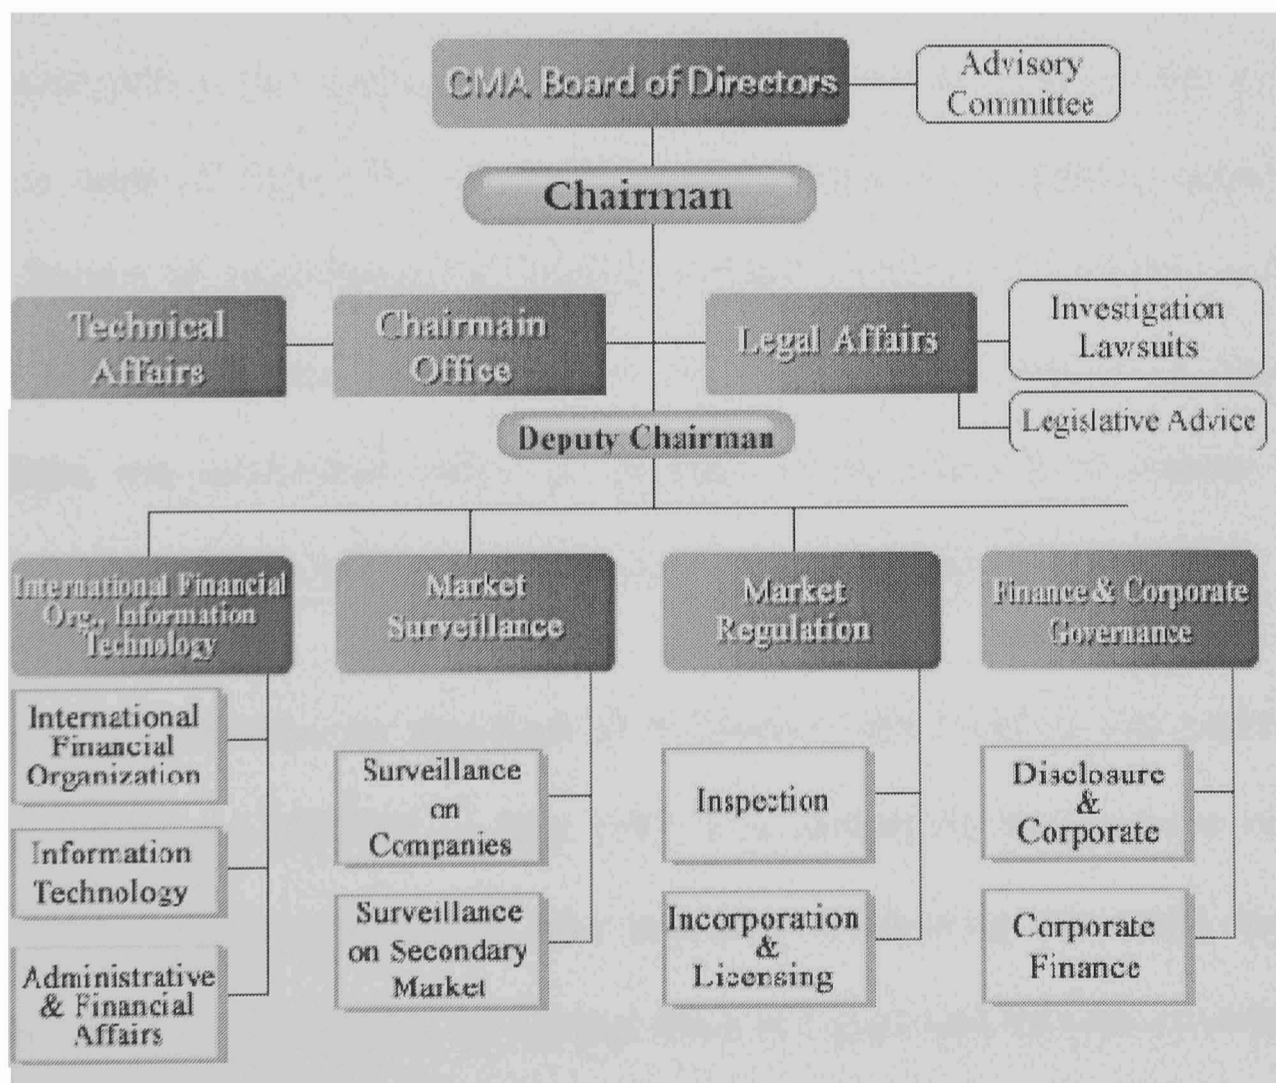 CMA Board of Directors
Advisory
Committee
Chairman
Technical
Affairs
Chairmain
Office
Legal Affairs
Investigation
Lawsuits
Legislative Advice
Deputy Chairman
International Financial
Org., Information
Technology
Market
Surveillance
Market
Regulation
Finance & Corporate
Governance
International
Financial
Organization
Information
Technology
Administrative
& Financial
Affairs
Surveillance
on
Companies
Surveillance
on Secondary
Market
Inspection
Incorporation
&
Licensing
Disclosure
&
Corporate
Corporate
Finance